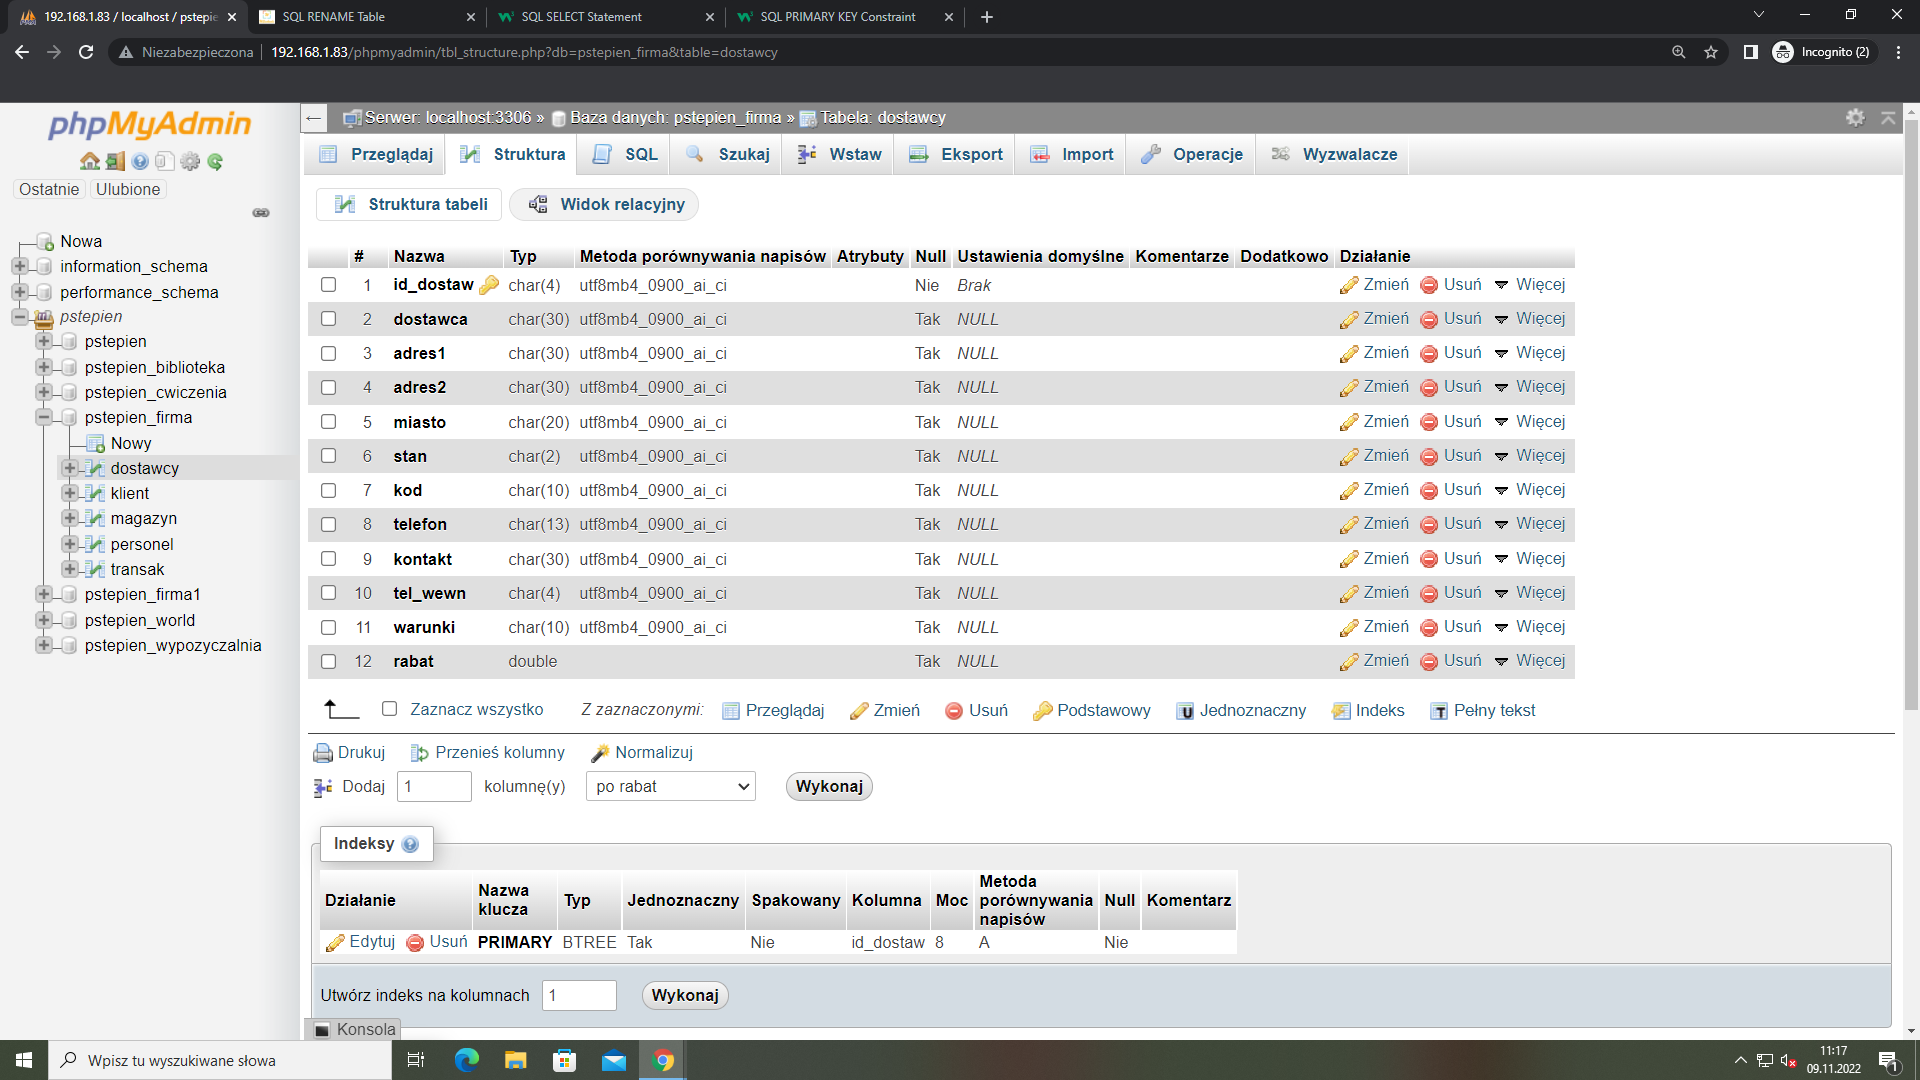 192.168.1.83 / localhost / pstepie
SQL RENAME Table
SQL SELECT Statement
SQL PRIMARY KEY Constraint
Niezabezpieczona
192.168.1.83/phpmyadmin/tbl_structure.php?db=pstepien_firma&table=dostawcy
Incognito (2)
phpMyAdmin
Ostatnie Ulubione
Nowa
information_schema
performance_schema
pstepien
pstepien
pstepien_biblioteka
pstepien_cwiczenia
pstepien_firma
Nowy
dostawcy
klient
magazyn
personel
transak
pstepien_firma1
pstepien_world
pstepien_wypozyczalnia
Serwer: localhost:3306 » Baza danych: pstepien_firma » Tabela: dostawcy
Przeglądaj Struktura SQL Szukaj Wstaw Eksport Import Operacje Wyzwalacze
Struktura tabeli Widok relacyjny
# Nazwa Typ Metoda porównywania napisów Atrybuty Null Ustawienia domyślne Komentarze Dodatkowo Działanie
1 id_dostaw char(4) utf8mb4_0900_ai_ci Nie Brak Zmień Usuń Więcej
2 dostawca char(30) utf8mb4_0900_ai_ci Tak NULL Zmień Usuń Więcej
3 adres1 char(30) utf8mb4_0900_ai_ci Tak NULL Zmień Usuń Więcej
4 adres2 char(30) utf8mb4_0900_ai_ci Tak NULL Zmień Usuń Więcej
5 miasto char(20) utf8mb4_0900_ai_ci Tak NULL Zmień Usuń Więcej
6 stan char(2) utf8mb4_0900_ai_ci Tak NULL Zmień Usuń Więcej
7 kod char(10) utf8mb4_0900_ai_ci Tak NULL Zmień Usuń Więcej
8 telefon char(13) utf8mb4_0900_ai_ci Tak NULL Zmień Usuń Więcej
9 kontakt char(30) utf8mb4_0900_ai_ci Tak NULL Zmień Usuń Więcej
10 tel_wewn char(4) utf8mb4_0900_ai_ci Tak NULL Zmień Usuń Więcej
11 warunki char(10) utf8mb4_0900_ai_ci Tak NULL Zmień Usuń Więcej
12 rabat double Tak NULL Zmień Usuń Więcej
Zaznacz wszystko Z zaznaczonymi: Przeglądaj Zmień Usuń Podstawowy Jednoznaczny Indeks Pełny tekst
Drukuj Przenieś kolumny Normalizuj
Dodaj 1 kolumnę(y) po rabat Wykonaj
Indeksy
Działanie Nazwa klucza Typ Jednoznaczny Spakowany Kolumna Moc Metoda porównywania napisów Null Komentarz
Edytuj Usuń PRIMARY BTREE Tak Nie id_dostaw 8 A Nie
Utwórz indeks na kolumnach 1 Wykonaj
Konsola
Wpisz tu wyszukiwane słowa
11:17
09.11.2022
1